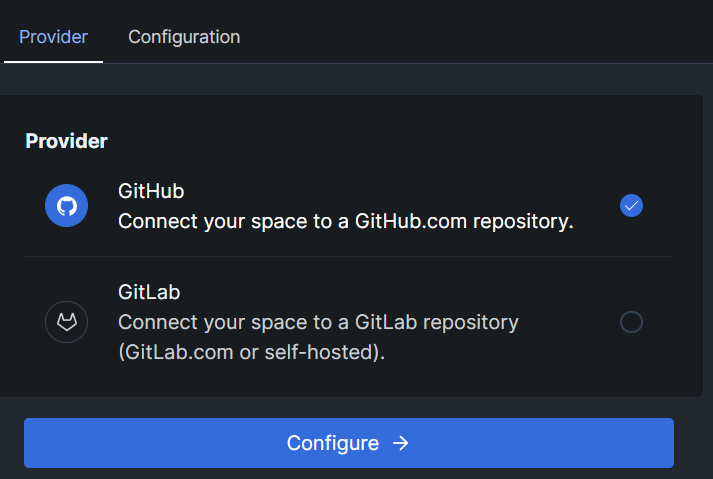 Provider Configuration
Provider
GitHub
Connect your space to a GitHub.com repository.
GitLab
Connect your space to a GitLab repository
(GitLab.com or self-hosted).
Configure →